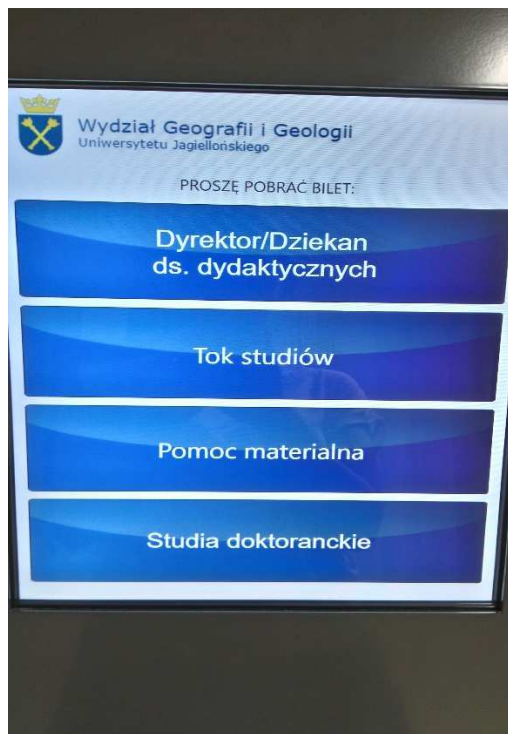 Wydział Geografii i Geologii
Uniwersytetu Jagiellońskiego
PROSZĘ POBRAĆ BILET:
Dyrektor/Dziekan
ds. dydaktycznych
Tok studiów
Pomoc materialna
Studia doktoranckie